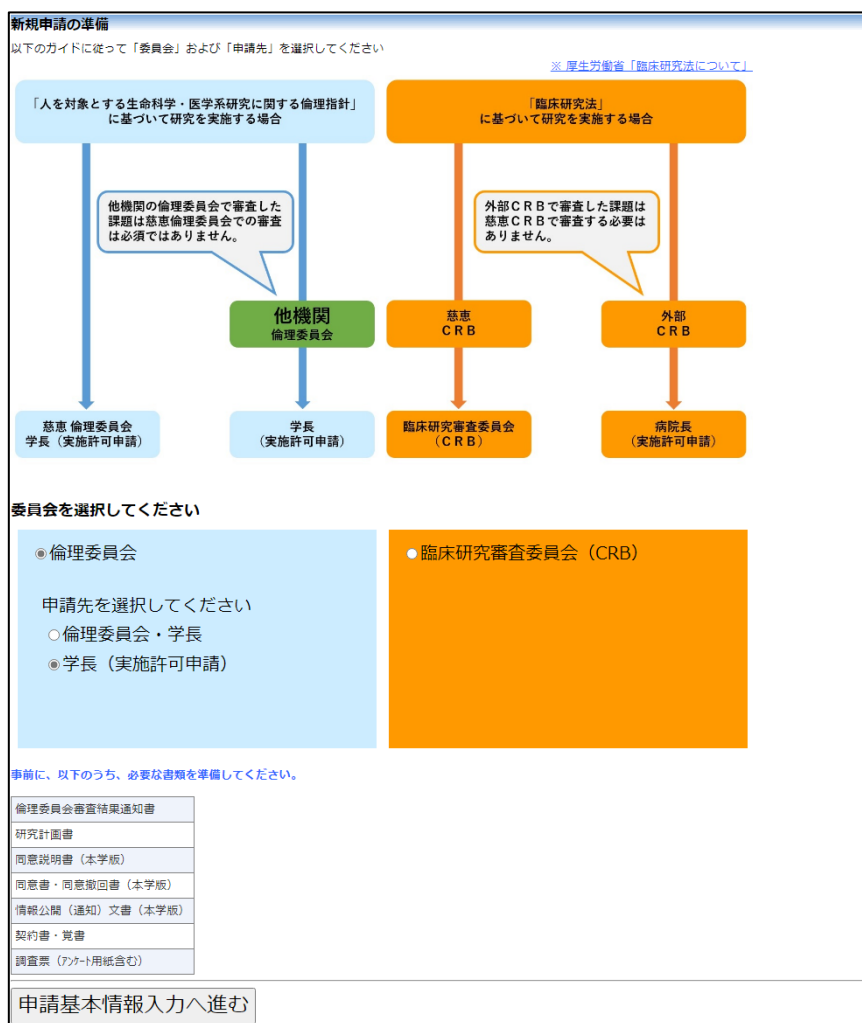 新規申請の準備
以下のガイドに従って「委員会」および「申請先」を選択してください
※ 厚生労働省「臨床研究法について」
「人を対象とする生命科学・医学系研究に関する倫理指針」
に基づいて研究を実施する場合
「臨床研究法」
に基づいて研究を実施する場合
他機関の倫理委員会で審査した
課題は慈恵倫理委員会での審査
は必須ではありません。
外部ＣＲＢで審査した課題は
慈恵ＣＲＢで審査する必要は
ありません。
他機関
倫理委員会
慈恵
ＣＲＢ
外部
ＣＲＢ
慈恵 倫理委員会
学長（実施許可申請）
学長
（実施許可申請）
臨床研究審査委員会
（ＣＲＢ）
病院長
（実施許可申請）
委員会を選択してください
倫理委員会
申請先を選択してください
倫理委員会・学長
学長（実施許可申請）
臨床研究審査委員会（CRB）
事前に、以下のうち、必要な書類を準備してください。
倫理委員会審査結果通知書
研究計画書
同意説明書（本学版）
同意書・同意撤回書（本学版）
情報公開（通知）文書（本学版）
契約書・覚書
調査票（ｱﾝｹｰﾄ用紙含む）
申請基本情報入力へ進む